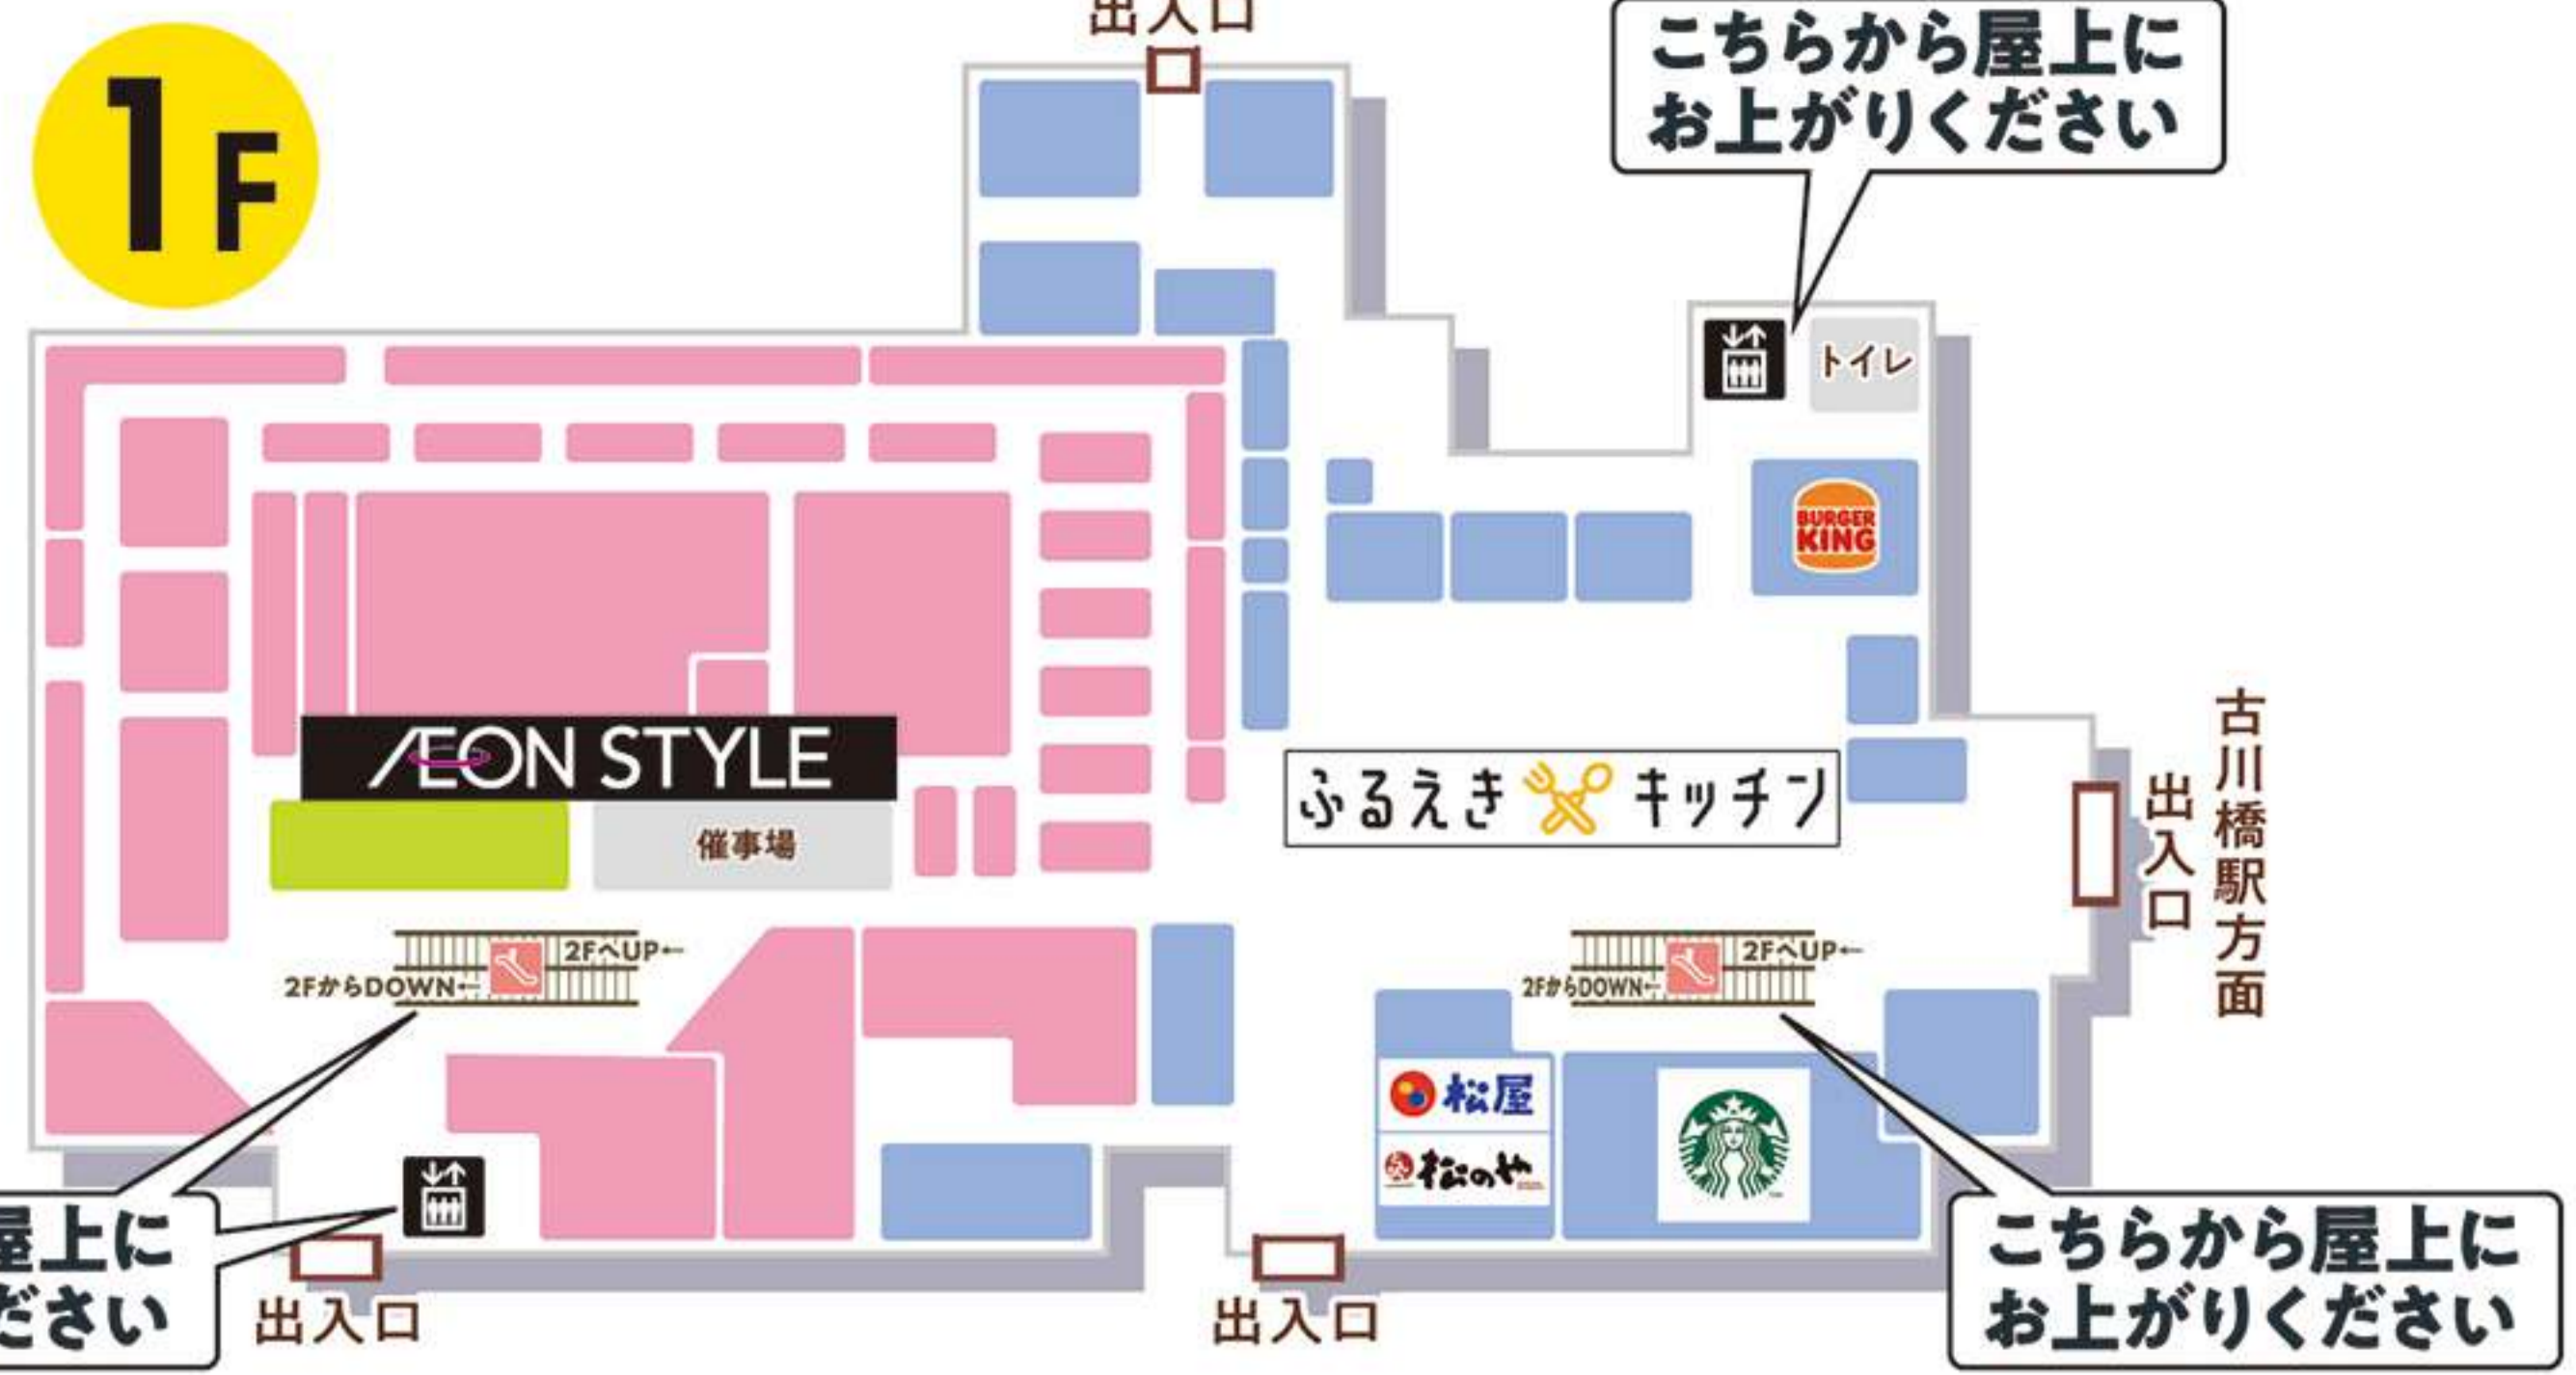 1F
出入口
こちらから屋上に
お上がりください
トイレ
BURGER
KING
ÆON STYLE
催事場
ふるえきキッチン
古川橋駅方面
出入口
2FへUP←
2FからDOWN←
2FへUP←
2FからDOWN←
松屋
松のや
屋上に
ださい
出入口
出入口
こちらから屋上に
お上がりください